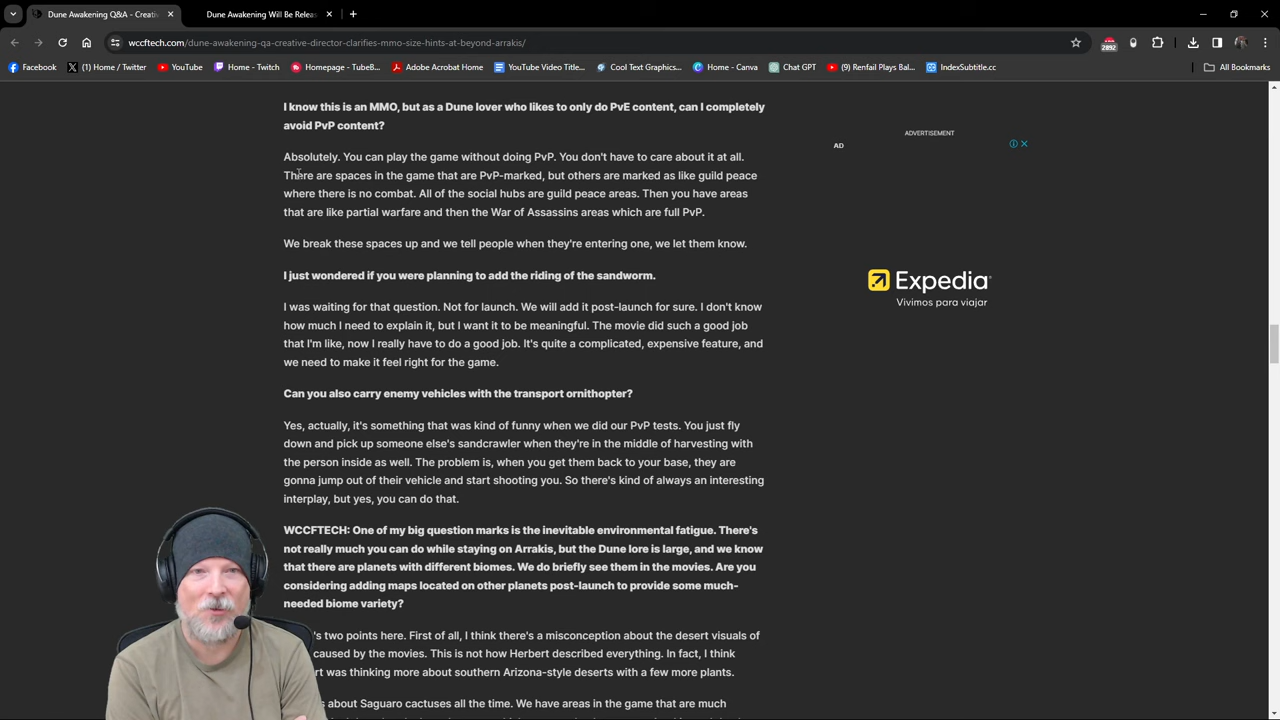 Dune Awakening Q&A - Creati
Dune Awakening Will Be Relea
wccftech.com/dune-awakening-qa-creative-director-clarifies-mmo-size-hints-at-beyond-arrakis/
2892
Facebook
(1) Home / Twitter
YouTube
Home - Twitch
Homepage - TubeB...
Adobe Acrobat Home
YouTube Video Title...
Cool Text Graphics...
Home - Canva
Chat GPT
(9) Renfail Plays Bal...
IndexSubtitle.cc
All Bookmarks
I know this is an MMO, but as a Dune lover who likes to only do PvE content, can I completely
avoid PvP content?
ADVERTISEMENT
AD
Absolutely. You can play the game without doing PvP. You don't have to care about it at all.
There are spaces in the game that are PvP-marked, but others are marked as like guild peace
where there is no combat. All of the social hubs are guild peace areas. Then you have areas
that are like partial warfare and then the War of Assassins areas which are full PvP.
We break these spaces up and we tell people when they're entering one, we let them know.
I just wondered if you were planning to add the riding of the sandworm.
Expedia
Vivimos para viajar
I was waiting for that question. Not for launch. We will add it post-launch for sure. I don't know
how much I need to explain it, but I want it to be meaningful. The movie did such a good job
that I'm like, now I really have to do a good job. It's quite a complicated, expensive feature, and
we need to make it feel right for the game.
Can you also carry enemy vehicles with the transport ornithopter?
Yes, actually, it's something that was kind of funny when we did our PvP tests. You just fly
down and pick up someone else's sandcrawler when they're in the middle of harvesting with
the person inside as well. The problem is, when you get them back to your base, they are
gonna jump out of their vehicle and start shooting you. So there's kind of always an interesting
interplay, but yes, you can do that.
WCCFTECH: One of my big question marks is the inevitable environmental fatigue. There's
not really much you can do while staying on Arrakis, but the Dune lore is large, and we know
that there are planets with different biomes. We do briefly see them in the movies. Are you
considering adding maps located on other planets post-launch to provide some much-
needed biome variety?
's two points here. First of all, I think there's a misconception about the desert visuals of
caused by the movies. This is not how Herbert described everything. In fact, I think
rt was thinking more about southern Arizona-style deserts with a few more plants.
s about Saguaro cactuses all the time. We have areas in the game that are much